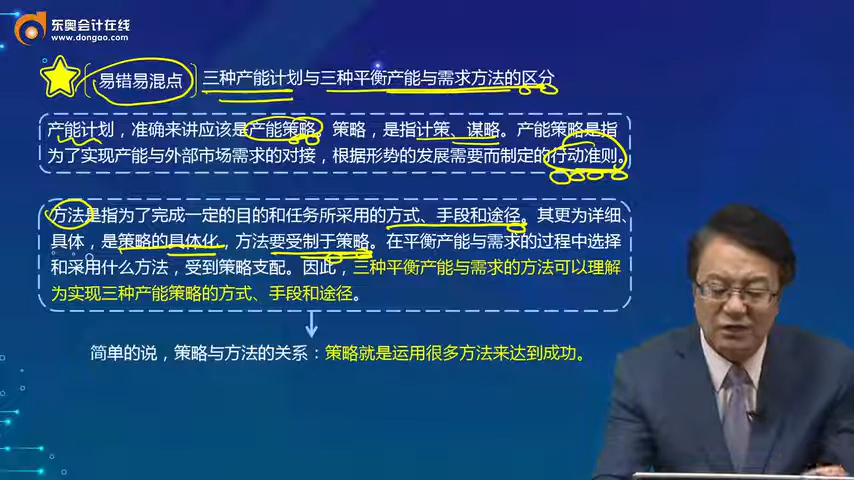 东奥会计在线
www.dongao.com
易错易混点 三种产能计划与三种平衡产能与需求方法的区分
产能计划，准确来讲应该是产能策略。策略，是指计策、谋略。产能策略是指
为了实现产能与外部市场需求的对接，根据形势的发展需要而制定的行动准则。
方法是指为了完成一定的目的和任务所采用的方式、手段和途径。其更为详细、
具体，是策略的具体化，方法要受制于策略。在平衡产能与需求的过程中选择
和采用什么方法，受到策略支配。因此，三种平衡产能与需求的方法可以理解
为实现三种产能策略的方式、手段和途径。
简单的说，策略与方法的关系：策略就是运用很多方法来达到成功。